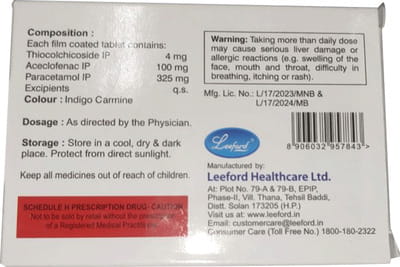 Composition :
Each film coated tablet contains:
Thiocolchicoside IP 4 mg
Aceclofenac IP 100 mg
Paracetamol IP 325 mg
Excipients q.s.
Colour : Indigo Carmine
Dosage : As directed by the Physician.
Storage : Store in a cool, dry & dark
place. Protect from direct sunlight.
Keep all medicines out of reach of children.
SCHEDULE H PRESCRIPTION DRUG- CAUTION
Not to be sold by retail without the prescription
of a Registered Medical Practitioner.
Warning: Taking more than daily dose
may cause serious liver damage or
allergic reactions (e.g. swelling of the
face, mouth and throat, difficulty in
breathing, itching or rash).
Mfg. Lic. No.: L/17/2023/MNB &
L/17/2024/MB
Leeford
8 906032 957843 >
Manufactured by:
Leeford Healthcare Ltd.
At: Plot No. 79-A & 79-B, EPIP,
Phase-II, Vill. Thana, Tehsil Baddi,
Distt. Solan 173205 (H.P.)
Visit us at: www.leeford.in
Email: customercare@leeford.in
Consumer Care (Toll Free No.) 1800-180-2322